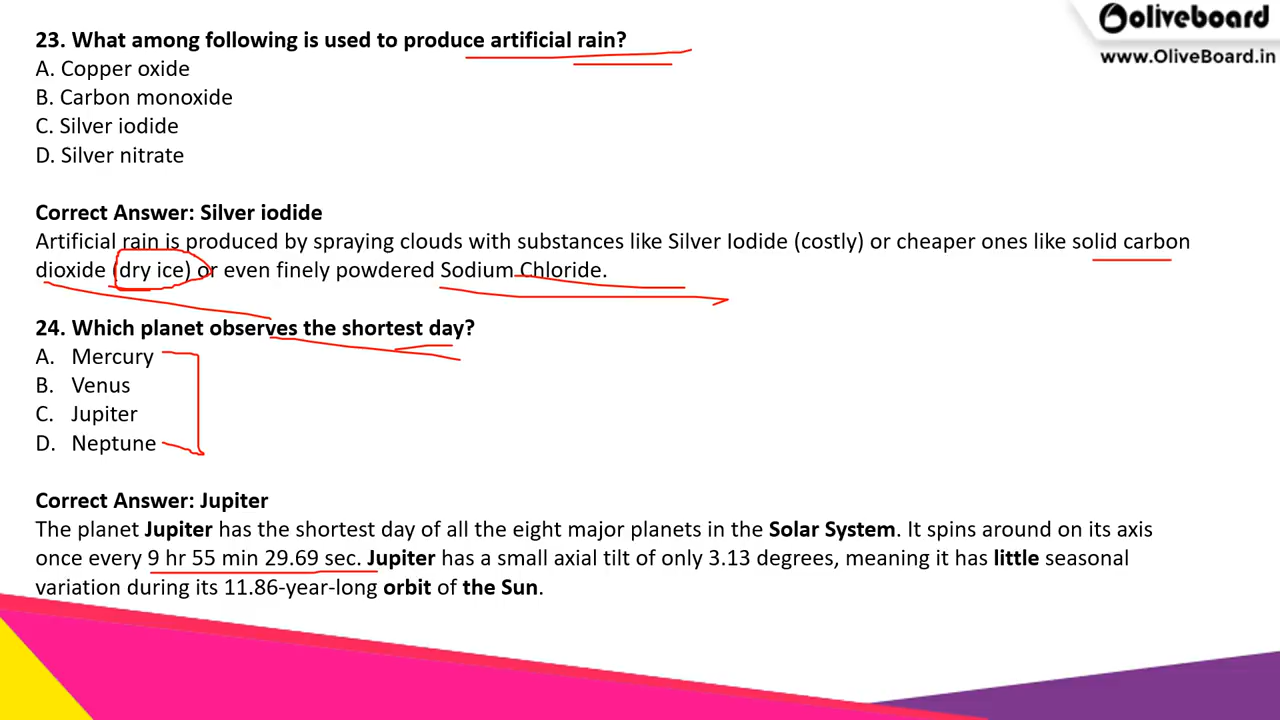 oliveboard
www.OliveBoard.in
23. What among following is used to produce artificial rain?
A. Copper oxide
B. Carbon monoxide
C. Silver iodide
D. Silver nitrate
Correct Answer: Silver iodide
Artificial rain is produced by spraying clouds with substances like Silver Iodide (costly) or cheaper ones like solid carbon
dioxide (dry ice) or even finely powdered Sodium Chloride.
24. Which planet observes the shortest day?
A. Mercury
B. Venus
C. Jupiter
D. Neptune
Correct Answer: Jupiter
The planet Jupiter has the shortest day of all the eight major planets in the Solar System. It spins around on its axis
once every 9 hr 55 min 29.69 sec. Jupiter has a small axial tilt of only 3.13 degrees, meaning it has little seasonal
variation during its 11.86-year-long orbit of the Sun.